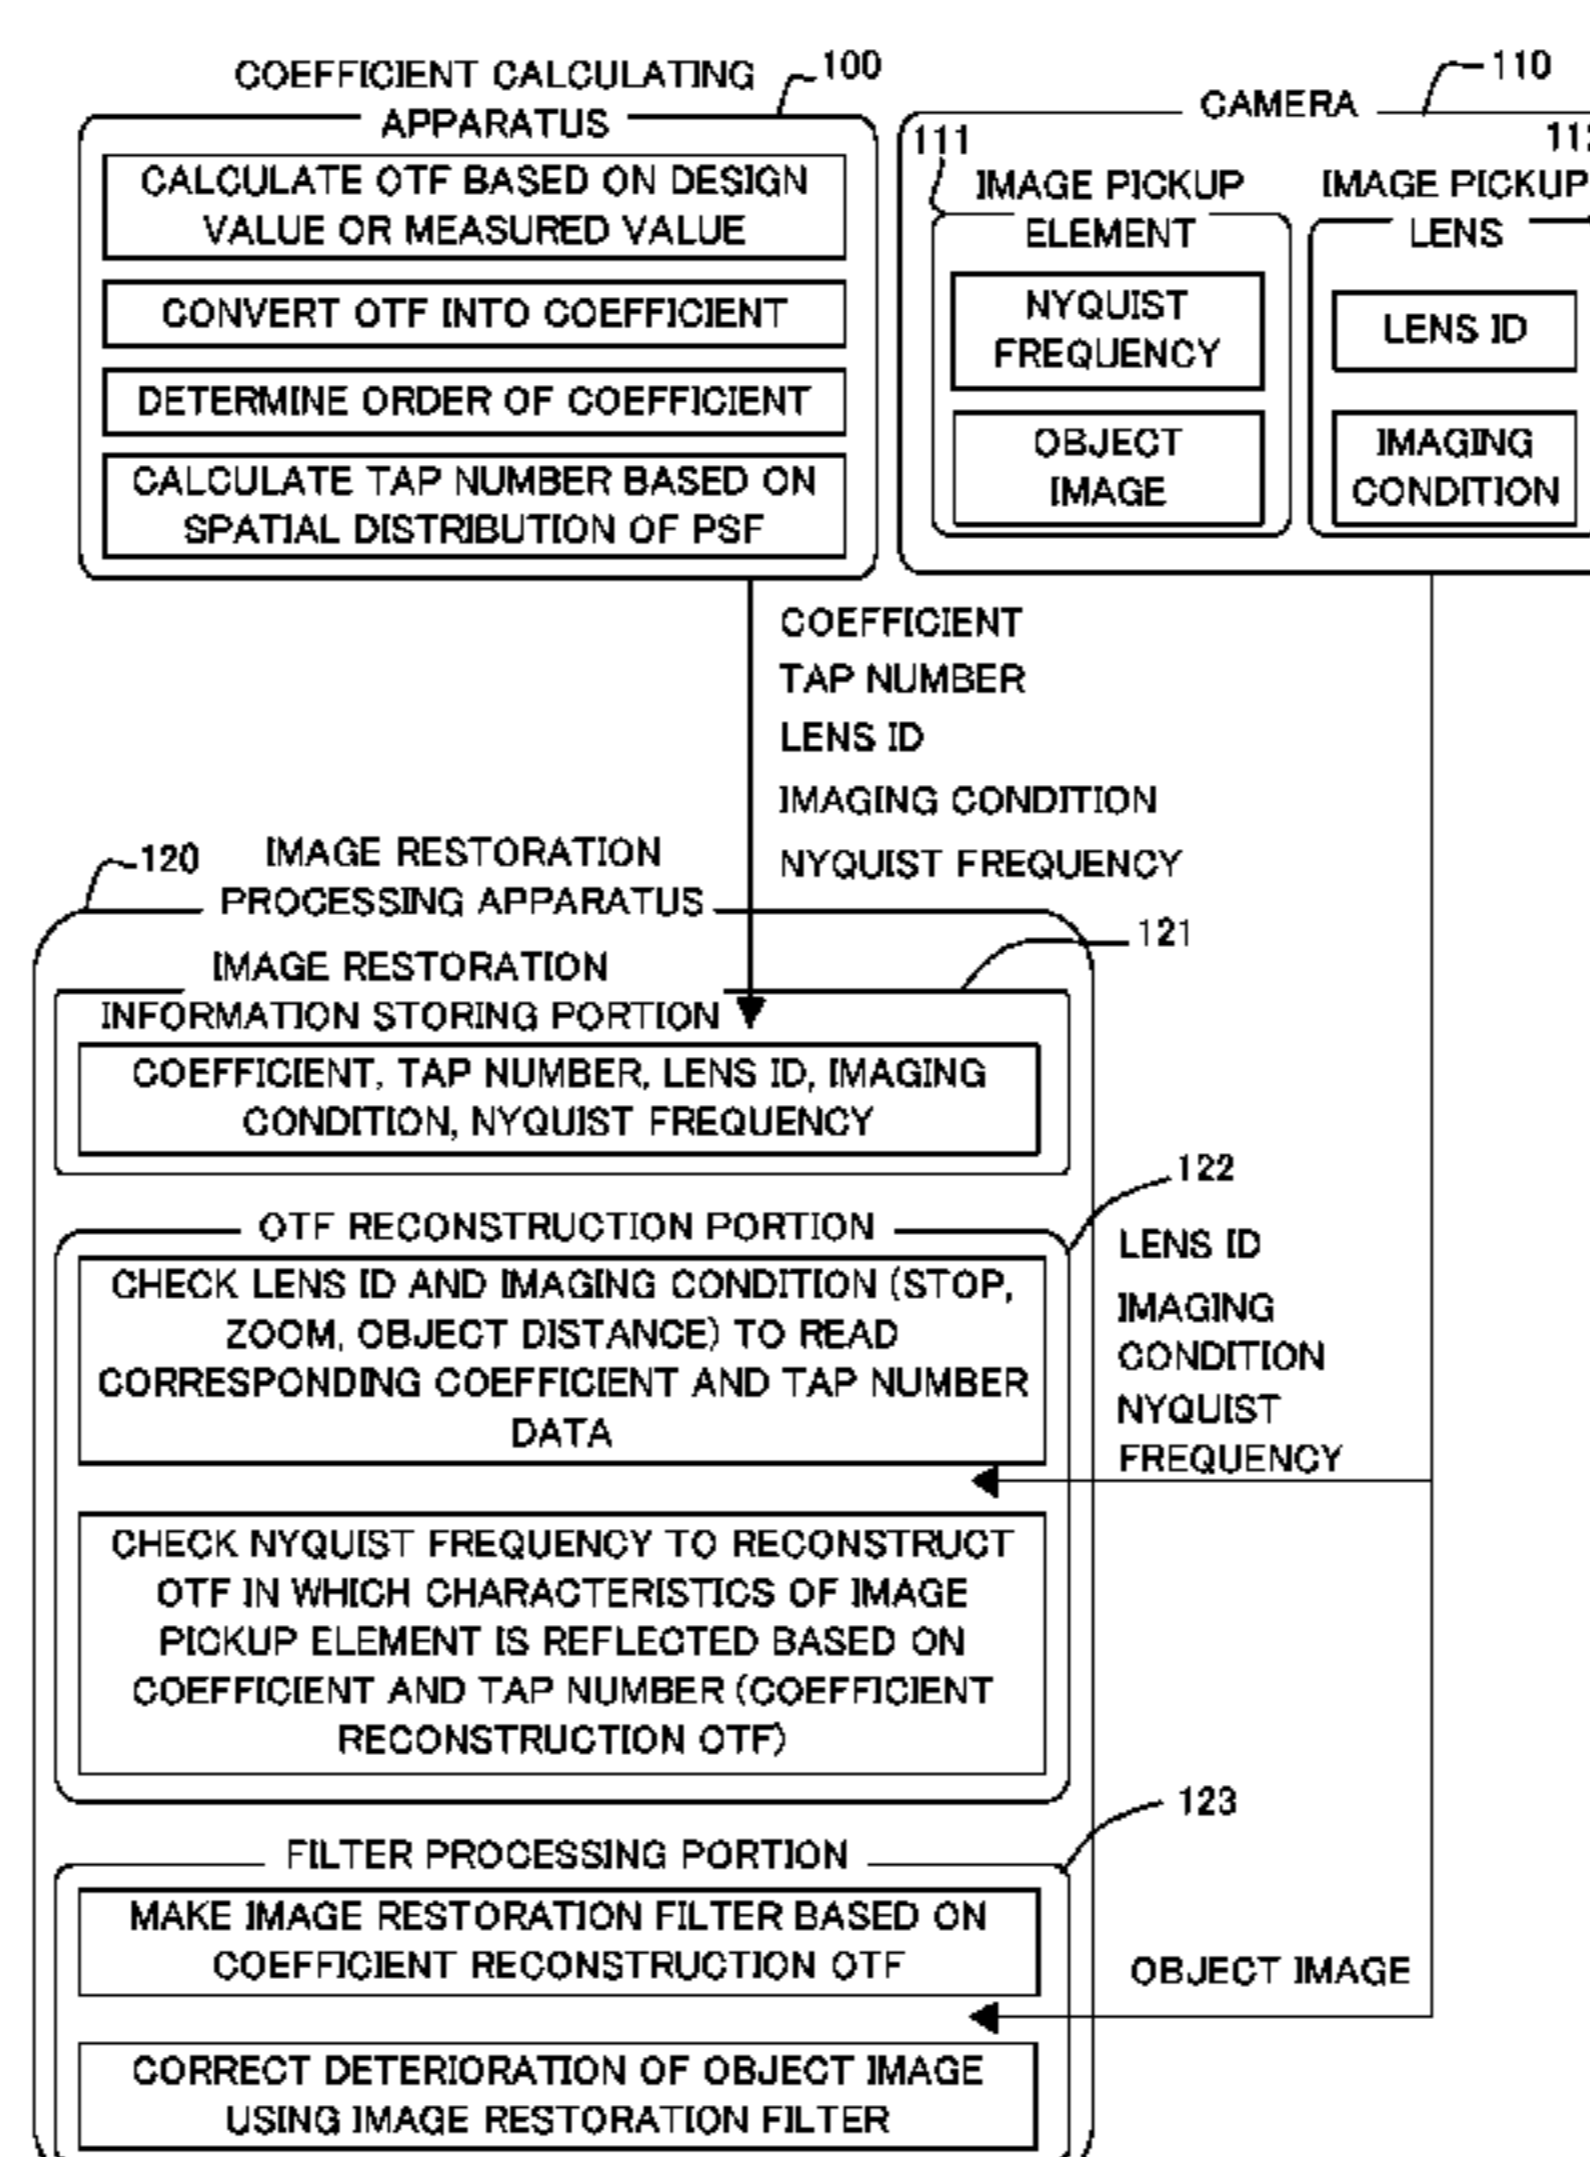 COEFFICIENT CALCULATING
APPARATUS
100
CALCULATE OTF BASED ON DESIGN
VALUE OR MEASURED VALUE
CONVERT OTF INTO COEFFICIENT
DETERMINE ORDER OF COEFFICIENT
CALCULATE TAP NUMBER BASED ON
SPATIAL DISTRIBUTION OF PSF
CAMERA
110
111
IMAGE PICKUP
ELEMENT
NYQUIST
FREQUENCY
OBJECT
IMAGE
IMAGE PICKUP
LENS
LENS ID
IMAGING
CONDITION
COEFFICIENT
TAP NUMBER
LENS ID
IMAGING CONDITION
NYQUIST FREQUENCY
120
IMAGE RESTORATION
PROCESSING APPARATUS
121
IMAGE RESTORATION
INFORMATION STORING PORTION
COEFFICIENT, TAP NUMBER, LENS ID, IMAGING
CONDITION, NYQUIST FREQUENCY
122
OTF RECONSTRUCTION PORTION
CHECK LENS ID AND IMAGING CONDITION (STOP,
ZOOM, OBJECT DISTANCE) TO READ
CORRESPONDING COEFFICIENT AND TAP NUMBER
DATA
LENS ID
IMAGING
CONDITION
NYQUIST
FREQUENCY
CHECK NYQUIST FREQUENCY TO RECONSTRUCT
OTF IN WHICH CHARACTERISTICS OF IMAGE
PICKUP ELEMENT IS REFLECTED BASED ON
COEFFICIENT AND TAP NUMBER (COEFFICIENT
RECONSTRUCTION OTF)
123
FILTER PROCESSING PORTION
MAKE IMAGE RESTORATION FILTER BASED ON
COEFFICIENT RECONSTRUCTION OTF
OBJECT IMAGE
CORRECT DETERIORATION OF OBJECT IMAGE
USING IMAGE RESTORATION FILTER